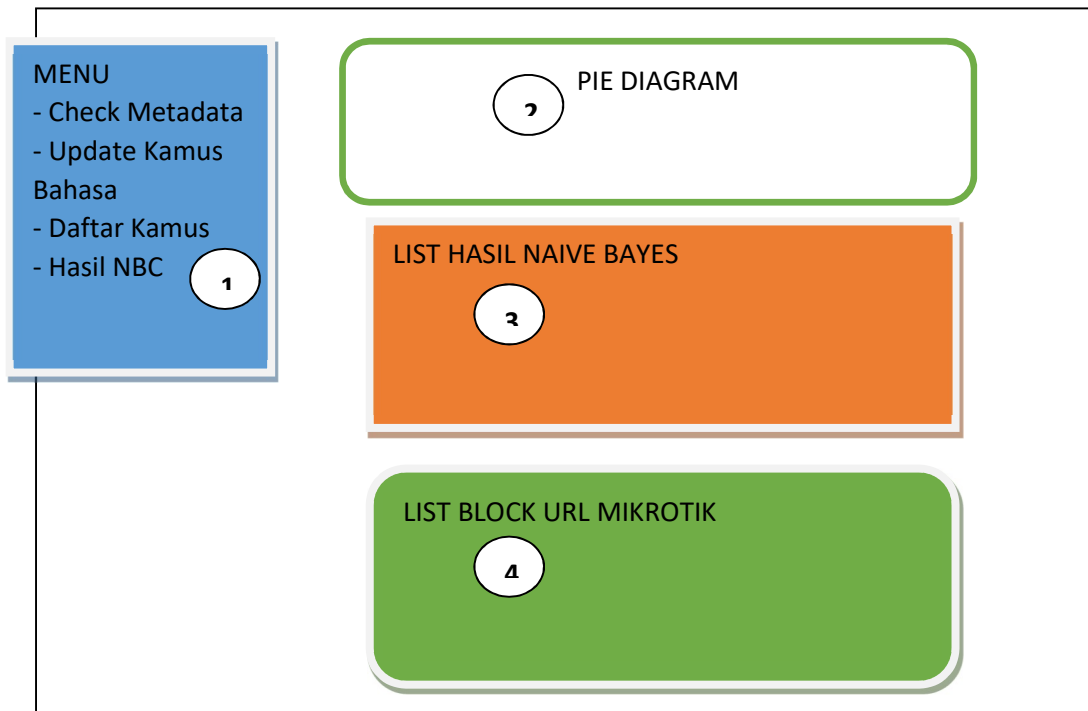 MENU
- Check Metadata
- Update Kamus
Bahasa
- Daftar Kamus
- Hasil NBC
1
PIE DIAGRAM
2
LIST HASIL NAIVE BAYES
3
LIST BLOCK URL MIKROTIK
4